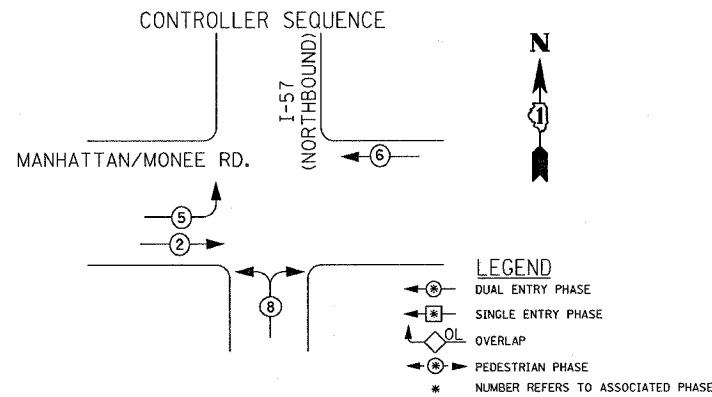 CONTROLLER SEQUENCE
N
I-57
(NORTHBOUND)
1
MANHATTAN/MONEE RD.
6
5
2
8
LEGEND
* DUAL ENTRY PHASE
* SINGLE ENTRY PHASE
OL OVERLAP
* PEDESTRIAN PHASE
* NUMBER REFERS TO ASSOCIATED PHASE